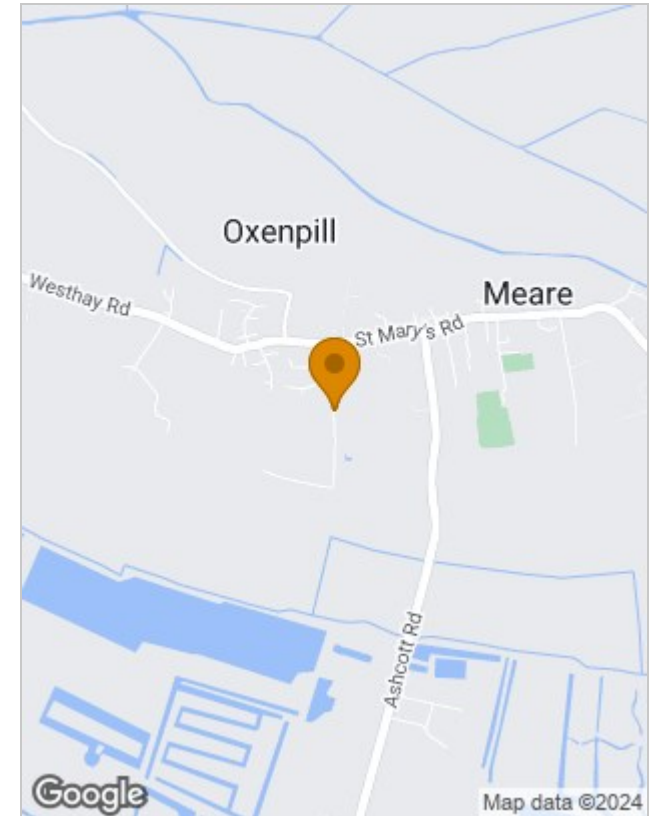 Oxenpill
Meare
Westhay Rd
St Mary's Rd
Ashcott Rd
Google
Map data ©2024